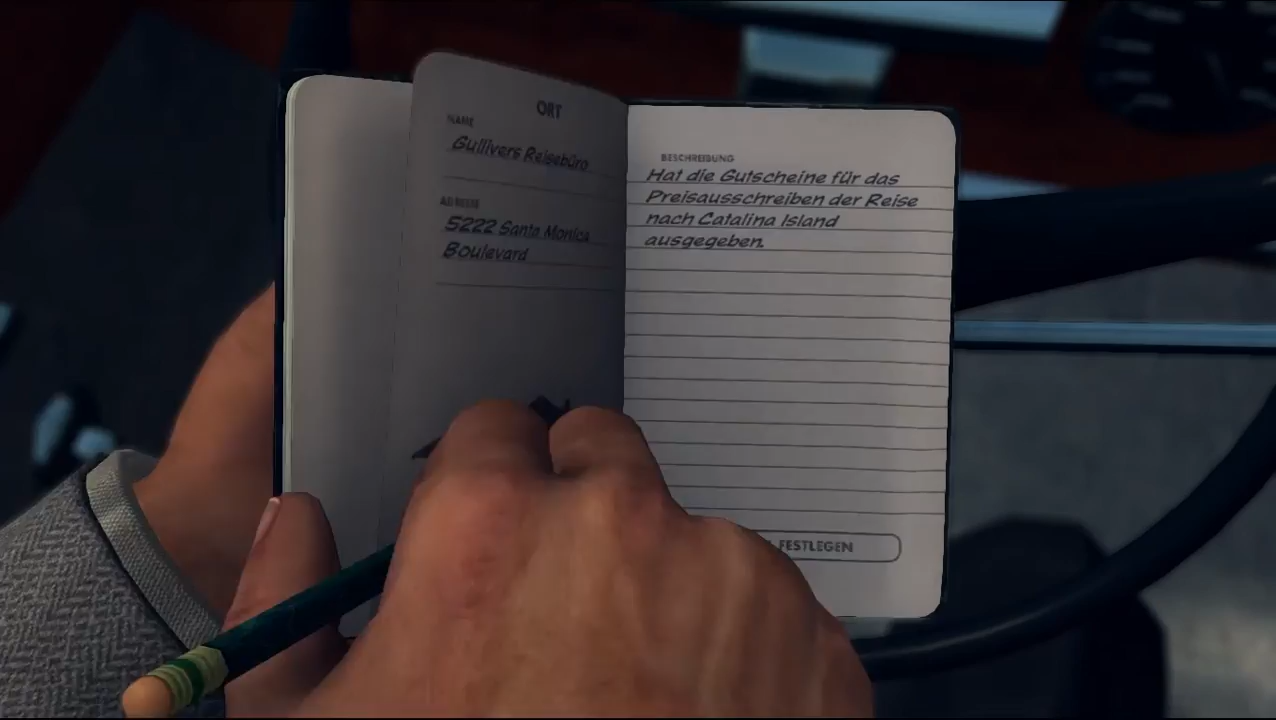 ORT
NAME
Gullivers Reisebüro
ADRESSE
5222 Santa Monica
Boulevard
BESCHREIBUNG
Hat die Gutscheine für das
Preisausschreiben der Reise
nach Catalina Island
ausgegeben.
FESTLEGEN